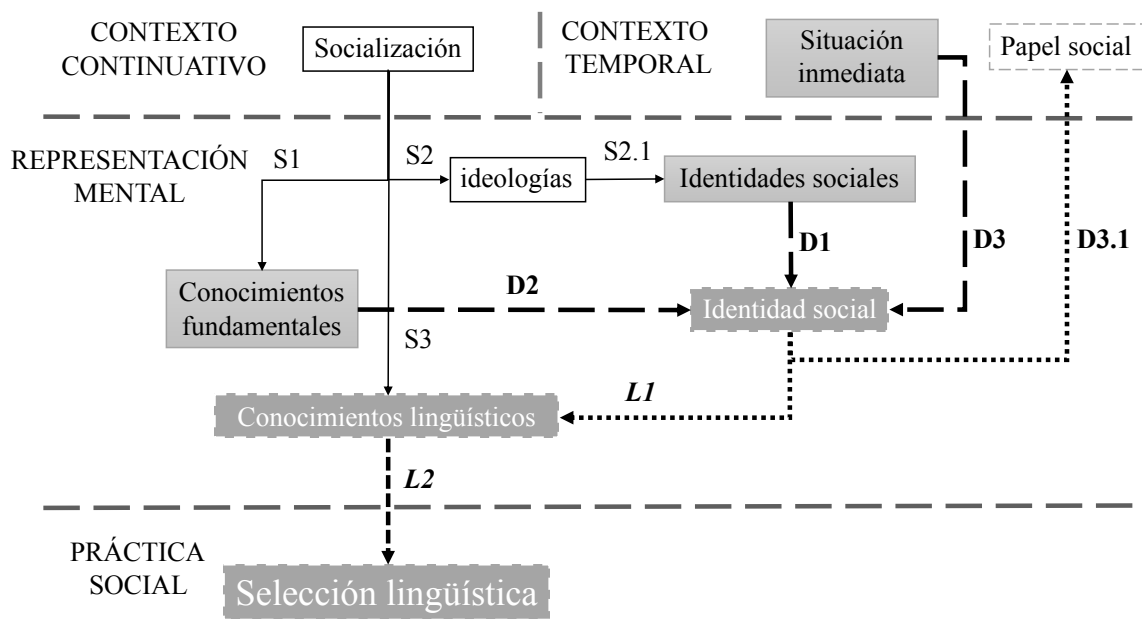 CONTEXTO
CONTINUATIVO
Socialización
CONTEXTO
TEMPORAL
Situación
inmediata
Papel social
REPRESENTACIÓN
MENTAL
S1
S2
ideologías
S2.1
Identidades sociales
D1
D3
D3.1
Conocimientos
fundamentales
D2
Identidad social
S3
Conocimientos lingüísticos
L1
L2
PRÁCTICA
SOCIAL
Selección lingüística